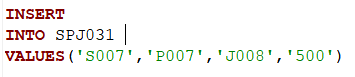 INSERT
INTO SPJ031
VALUES('S007','P007','J008','500')